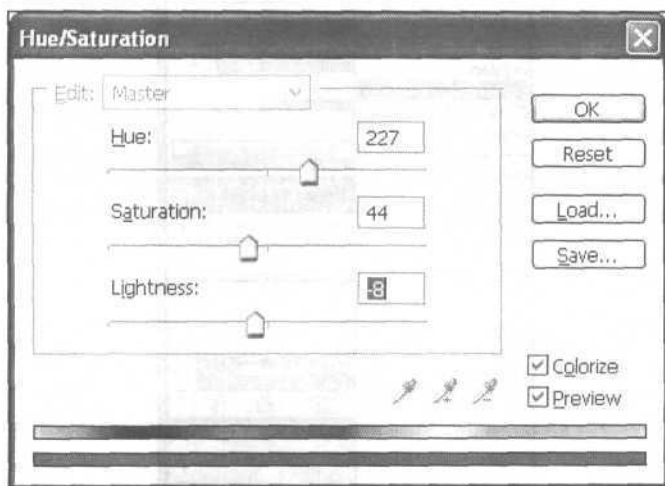 Hue/Saturation
Edit: Master
Hue: 227
Saturation: 44
Lightness: -8
OK
Reset
Load...
Save...
Colorize
Preview